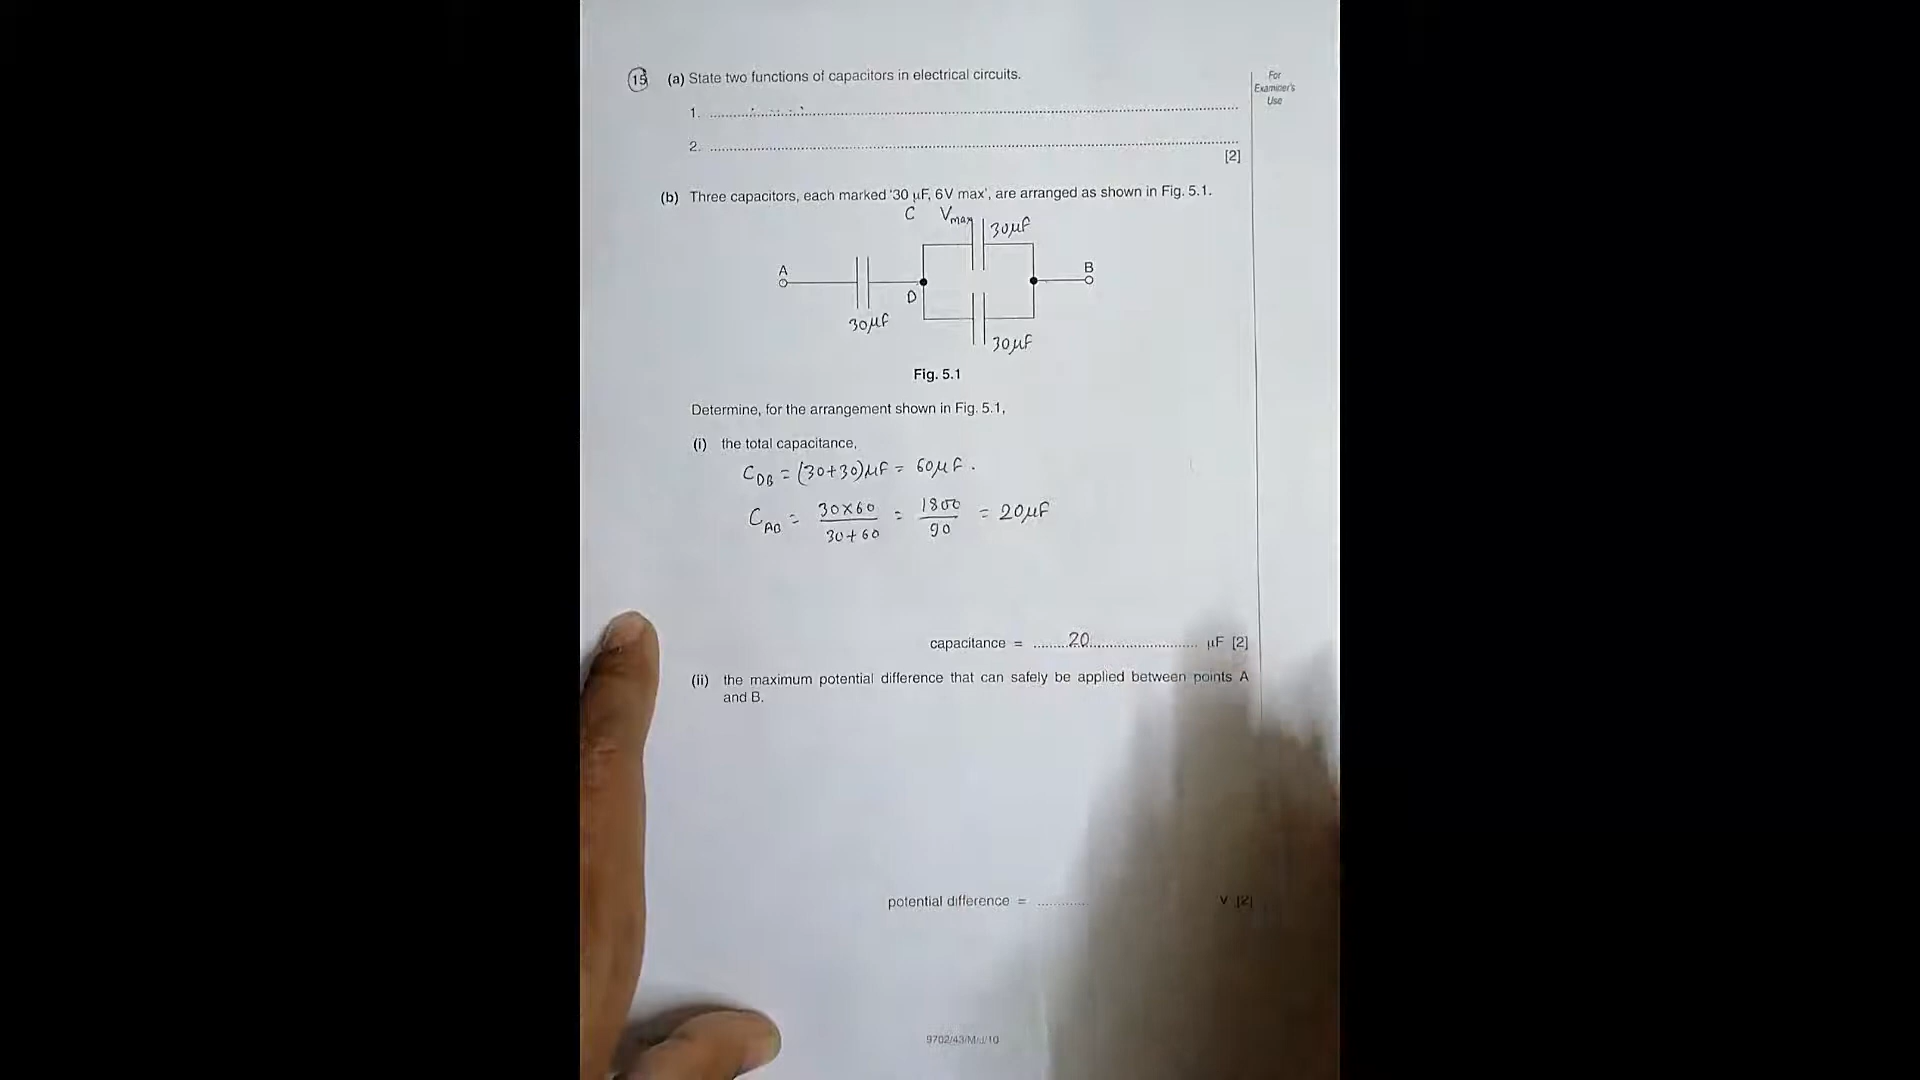 15 (a) State two functions of capacitors in electrical circuits.
For
Examiner's
Use
1.
2.
[2]
(b) Three capacitors, each marked '30 μF, 6V max', are arranged as shown in Fig. 5.1.
C Vmax
30μF
A
B
D
30μF
30μF
Fig. 5.1
Determine, for the arrangement shown in Fig. 5.1,
(i) the total capacitance,
C_DB = (30+30)μF = 60μF.
C_AB = 30×60 / 30+60 = 1800 / 90 = 20μF
capacitance = ........20........................... μF [2]
(ii) the maximum potential difference that can safely be applied between points A
and B.
potential difference = ............ V [2]
9702/43/M/J/10